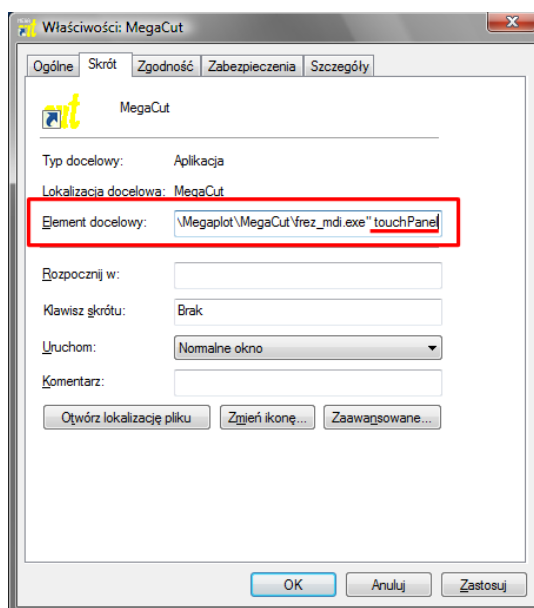 Właściwości: MegaCut
Ogólne Skrót Zgodność Zabezpieczenia Szczegóły
MegaCut
Typ docelowy: Aplikacja
Lokalizacja docelowa: MegaCut
Element docelowy: \Megaplot\MegaCut\frez_mdi.exe" touchPanel
Rozpocznij w:
Klawisz skrótu: Brak
Uruchom: Normalne okno
Komentarz:
Otwórz lokalizację pliku Zmień ikonę... Zaawansowane...
OK Anuluj Zastosuj